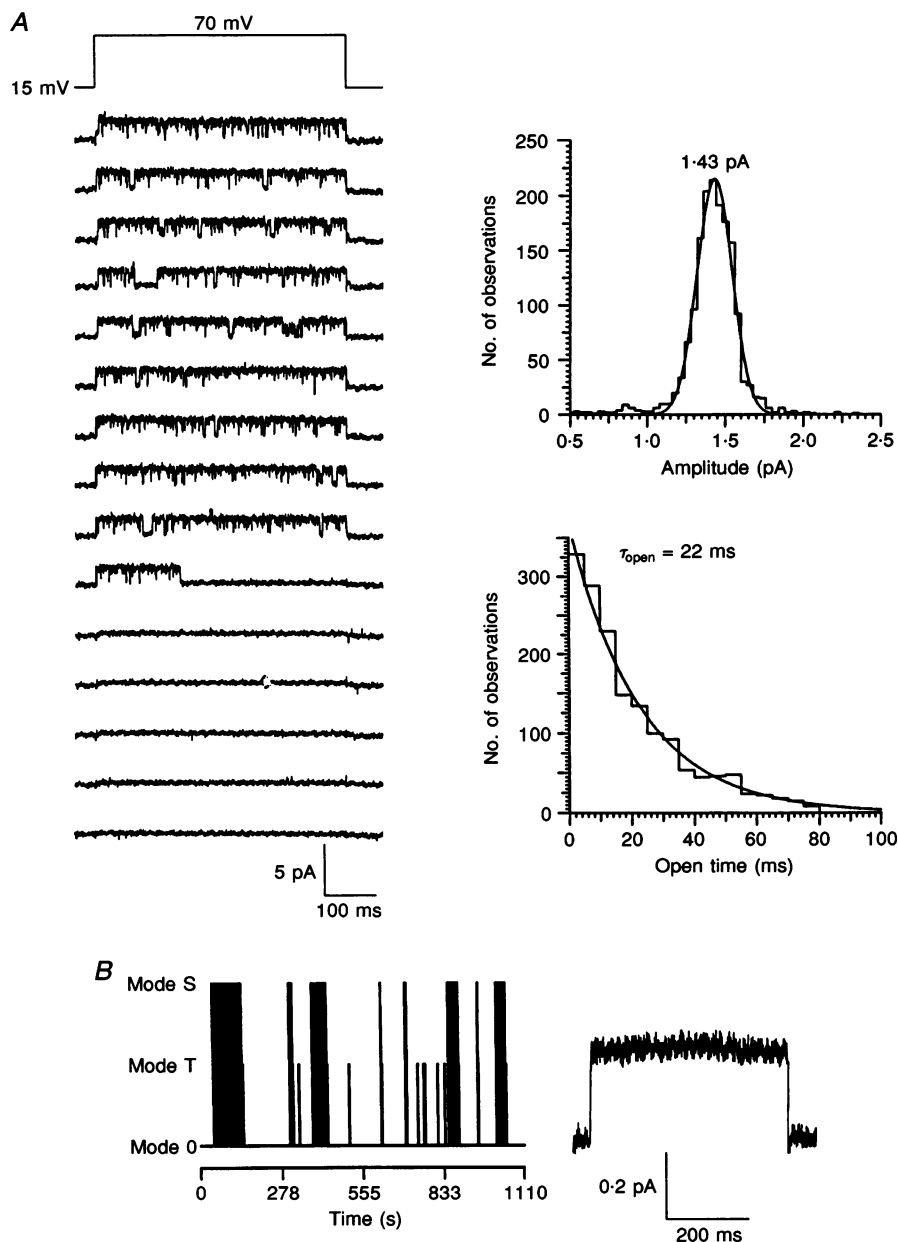 A
70 mV
15 mV
250
200
150
100
50
0
No. of observations
1·43 pA
0·5 1·0 1·5 2·0 2·5
Amplitude (pA)
300
200
100
0
No. of observations
τopen = 22 ms
0 20 40 60 80 100
Open time (ms)
5 pA
100 ms
B
Mode S
Mode T
Mode 0
0 278 555 833 1110
Time (s)
0·2 pA
200 ms